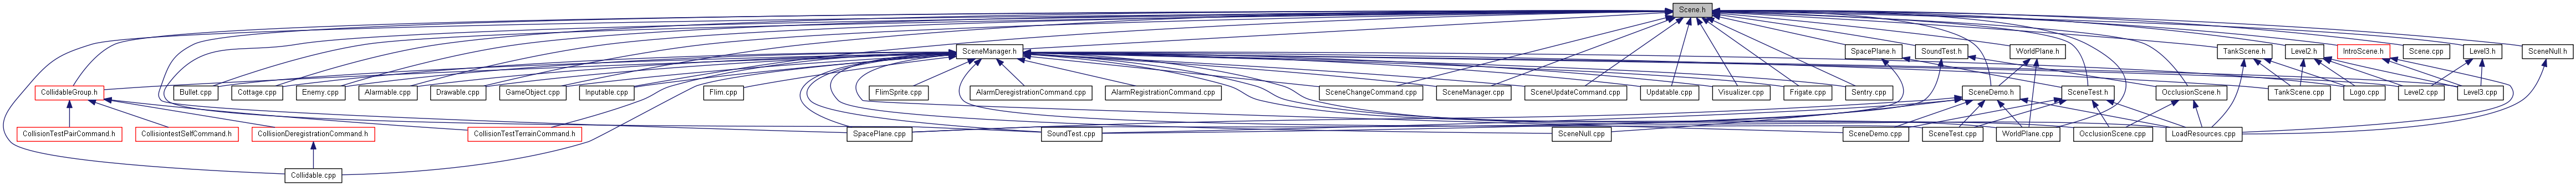 Scene.h
SceneManager.h
SpacePlane.h
SoundTest.h
WorldPlane.h
TankScene.h
Level2.h
IntroScene.h
Scene.cpp
Level3.h
SceneNull.h
CollidableGroup.h
Bullet.cpp
Cottage.cpp
Enemy.cpp
Alarmable.cpp
Drawable.cpp
GameObject.cpp
Inputable.cpp
Flim.cpp
FlimSprite.cpp
AlarmDeregistrationCommand.cpp
AlarmRegistrationCommand.cpp
SceneChangeCommand.cpp
SceneManager.cpp
SceneUpdateCommand.cpp
Updatable.cpp
Visualizer.cpp
Frigate.cpp
Sentry.cpp
SceneDemo.h
SceneTest.h
OcclusionScene.h
TankScene.cpp
Logo.cpp
Level2.cpp
Level3.cpp
CollisionTestPairCommand.h
CollisiontestSelfCommand.h
CollisionDeregistrationCommand.h
CollisionTestTerrainCommand.h
SpacePlane.cpp
SoundTest.cpp
SceneNull.cpp
SceneDemo.cpp
SceneTest.cpp
WorldPlane.cpp
OcclusionScene.cpp
LoadResources.cpp
Collidable.cpp